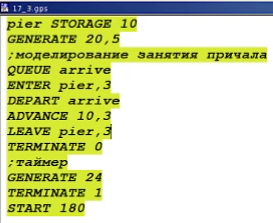 17_3.gps
pier STORAGE 10
GENERATE 20,5
;моделирование занятия причала
QUEUE arrive
ENTER pier,3
DEPART arrive
ADVANCE 10,3
LEAVE pier,3
TERMINATE 0
;таймер
GENERATE 24
TERMINATE 1
START 180